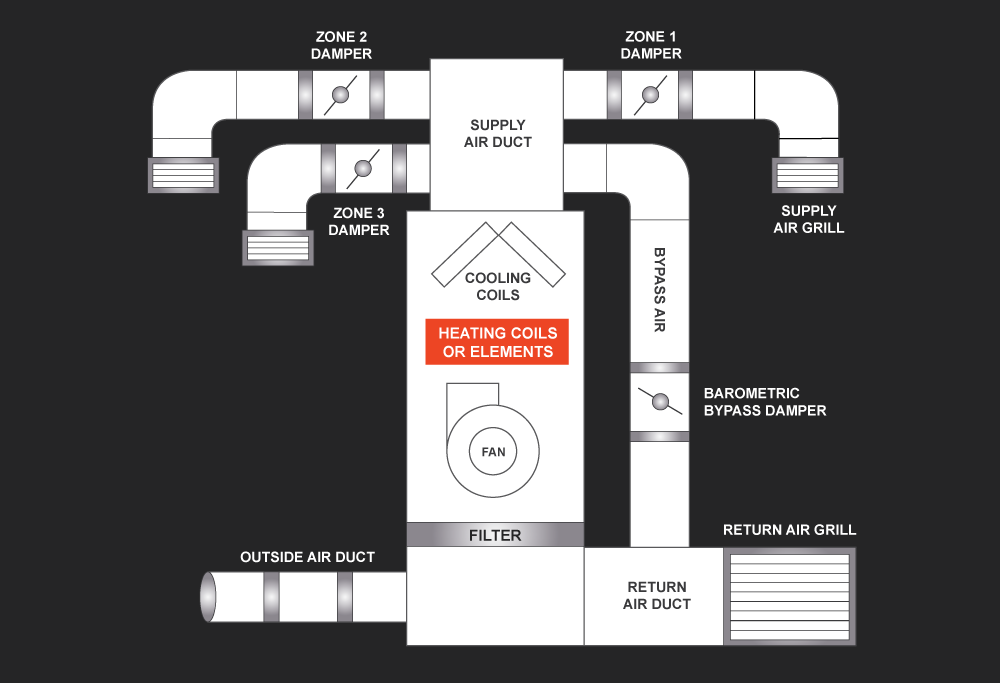 ZONE 2
DAMPER
ZONE 1
DAMPER
SUPPLY
AIR DUCT
ZONE 3
DAMPER
SUPPLY
AIR GRILL
COOLING
COILS
BYPASS AIR
HEATING COILS
OR ELEMENTS
BAROMETRIC
BYPASS DAMPER
FAN
FILTER
RETURN AIR GRILL
OUTSIDE AIR DUCT
RETURN
AIR DUCT